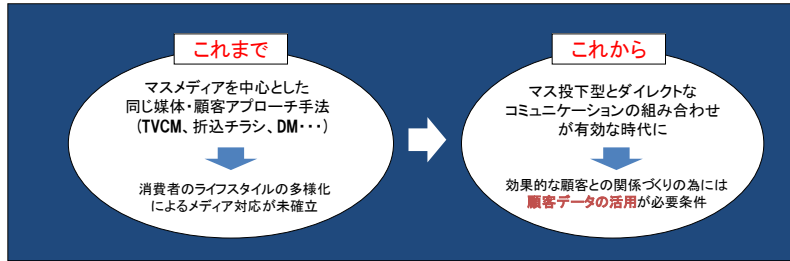 これまで
マスメディアを中心とした
同じ媒体・顧客アプローチ手法
（TVCM、折込チラシ、DM・・・）
消費者のライフスタイルの多様化
によるメディア対応が未確立
これから
マス投下型とダイレクトな
コミュニケーションの組み合わせ
が有効な時代に
効果的な顧客との関係づくりの為には
顧客データの活用が必要条件